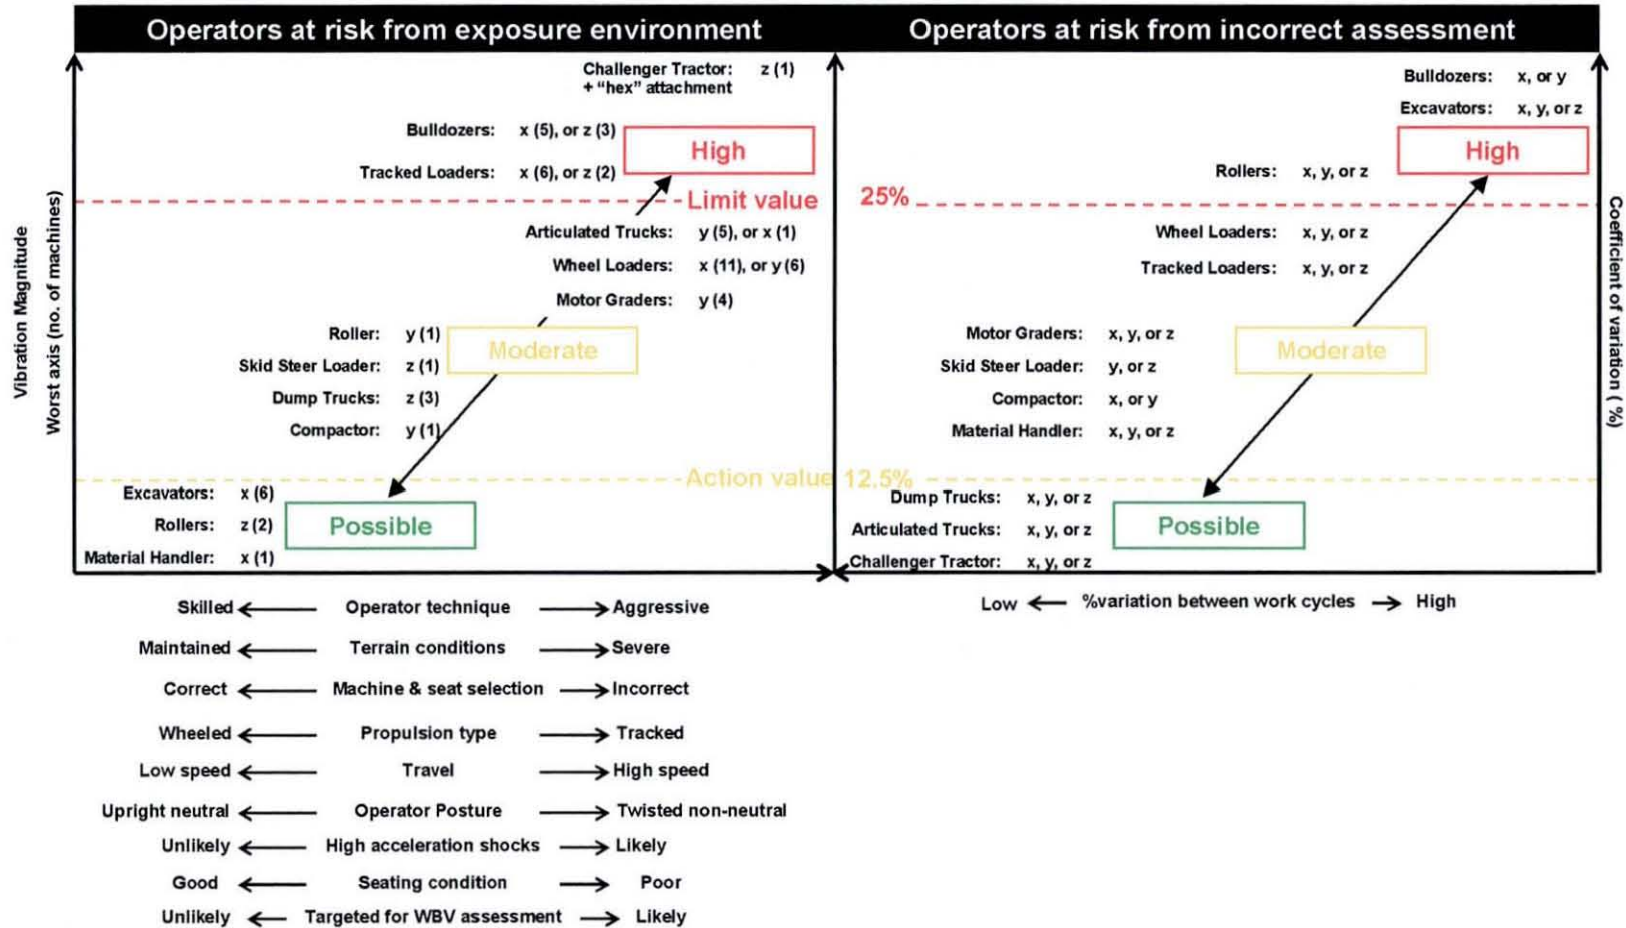 Operators at risk from exposure environment
Operators at risk from incorrect assessment
Vibration Magnitude
Worst axis (no. of machines)
Challenger Tractor: z (1)
+ "hex" attachment
Bulldozers: x (5), or z (3)
High
Tracked Loaders: x (6), or z (2)
Limit value
Articulated Trucks: y (5), or x (1)
Wheel Loaders: x (11), or y (6)
Motor Graders: y (4)
Roller: y (1)
Moderate
Skid Steer Loader: z (1)
Dump Trucks: z (3)
Compactor: y (1)
Action value
Excavators: x (6)
Rollers: z (2)
Possible
Material Handler: x (1)
Bulldozers: x, or y
Excavators: x, y, or z
High
Rollers: x, y, or z
25%
Wheel Loaders: x, y, or z
Tracked Loaders: x, y, or z
Motor Graders: x, y, or z
Moderate
Skid Steer Loader: y, or z
Compactor: x, or y
Material Handler: x, y, or z
12.5%
Dump Trucks: x, y, or z
Possible
Articulated Trucks: x, y, or z
Challenger Tractor: x, y, or z
Coefficient of variation ( %)
Low %variation between work cycles High
Skilled Operator technique Aggressive
Maintained Terrain conditions Severe
Correct Machine & seat selection Incorrect
Wheeled Propulsion type Tracked
Low speed Travel High speed
Upright neutral Operator Posture Twisted non-neutral
Unlikely High acceleration shocks Likely
Good Seating condition Poor
Unlikely Targeted for WBV assessment Likely